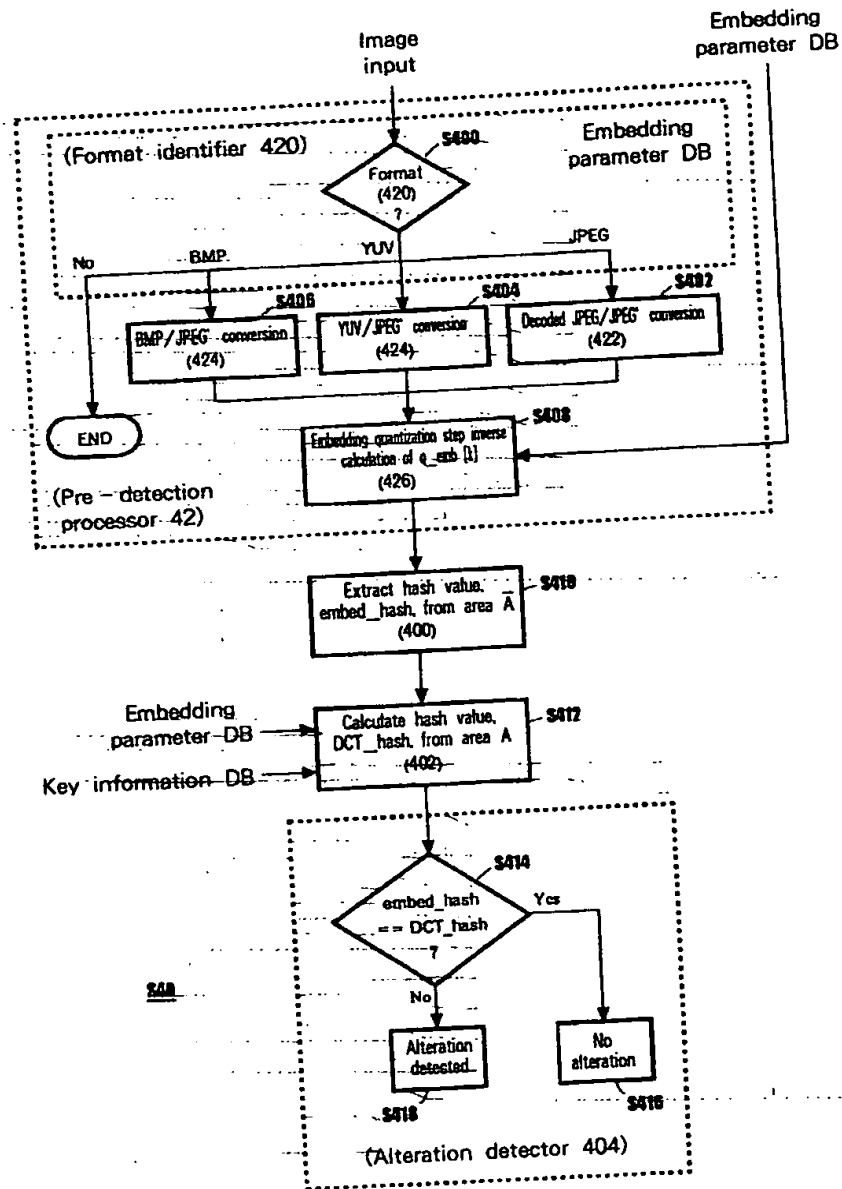 Image
input
Embedding
parameter DB
(Format identifier 420)
S400
Embedding
parameter DB
Format
(420)
?
No
BMP
YUV
JPEG
S406
S404
S402
BMP/JPEG conversion
(424)
YUV/JPEG conversion
(424)
Decoded JPEG/JPEG conversion
(422)
END
S408
Embedding quantization step inverse
calculation of q_emb [1]
(426)
(Pre-detection
processor 42)
S410
Extract hash value,
embed_hash, from area A̅
(400)
Embedding
parameter DB
Key information DB
S412
Calculate hash value,
DCT_hash, from area A
(402)
S414
embed_hash
== DCT_hash
?
Yes
No
S40
Alteration
detected
S418
No
alteration
S416
(Alteration detector 404)